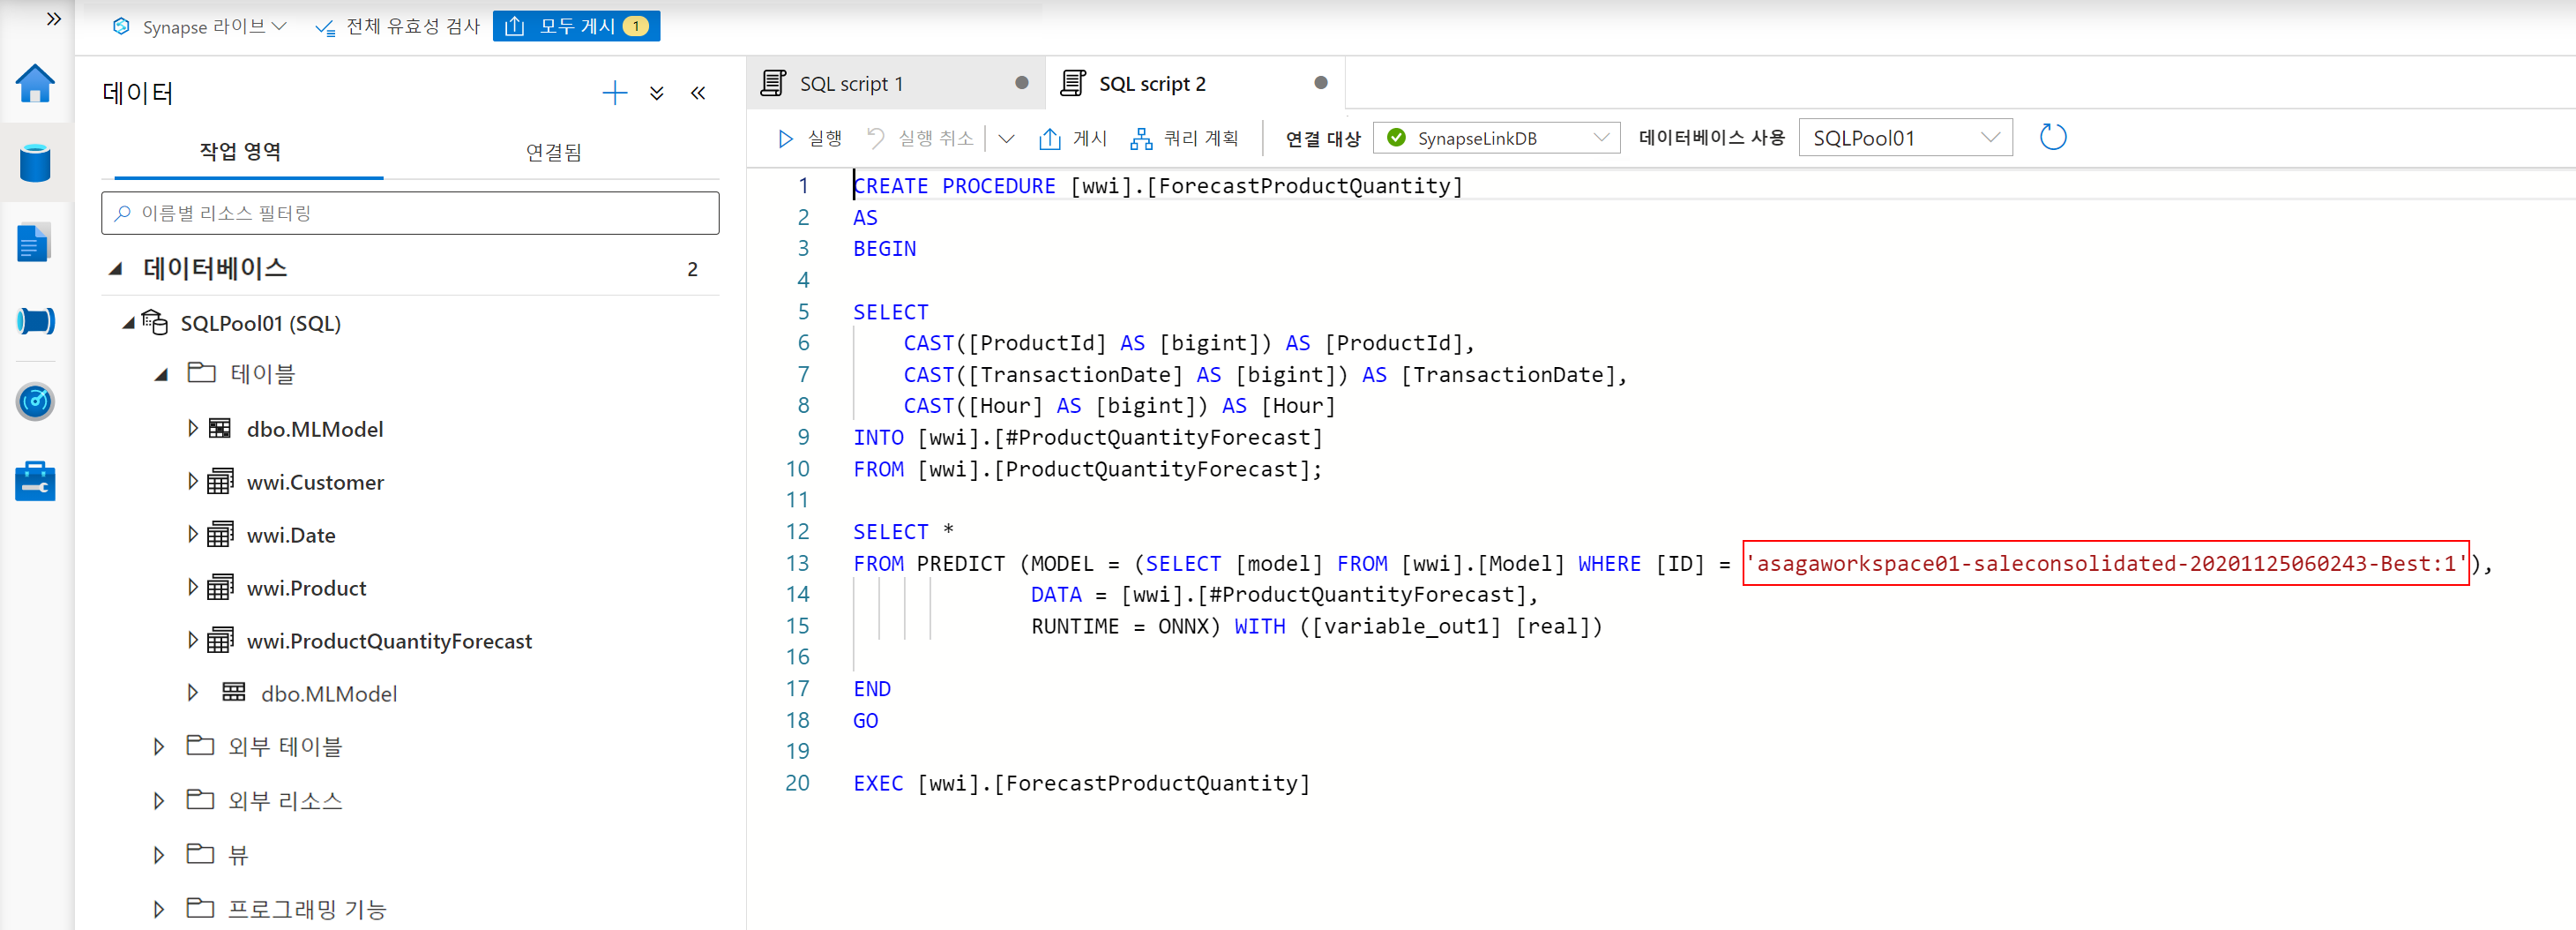 Synapse 라이브
전체 유효성 검사
모두 게시 1
데이터
작업 영역
연결됨
이름별 리소스 필터링
데이터베이스 2
SQLPool01 (SQL)
테이블
dbo.MLModel
wwi.Customer
wwi.Date
wwi.Product
wwi.ProductQuantityForecast
dbo.MLModel
외부 테이블
외부 리소스
뷰
프로그래밍 기능
SQL script 1
SQL script 2
실행 실행 취소 게시 쿼리 계획 연결 대상 SynapseLinkDB 데이터베이스 사용 SQLPool01
1 CREATE PROCEDURE [wwi].[ForecastProductQuantity]
2 AS
3 BEGIN
4
5 SELECT
6 CAST([ProductId] AS [bigint]) AS [ProductId],
7 CAST([TransactionDate] AS [bigint]) AS [TransactionDate],
8 CAST([Hour] AS [bigint]) AS [Hour]
9 INTO [wwi].[#ProductQuantityForecast]
10 FROM [wwi].[ProductQuantityForecast];
11
12 SELECT *
13 FROM PREDICT (MODEL = (SELECT [model] FROM [wwi].[Model] WHERE [ID] = 'asagaworkspace01-saleconsolidated-20201125060243-Best:1'),
14 DATA = [wwi].[#ProductQuantityForecast],
15 RUNTIME = ONNX) WITH ([variable_out1] [real])
16
17 END
18 GO
19
20 EXEC [wwi].[ForecastProductQuantity]